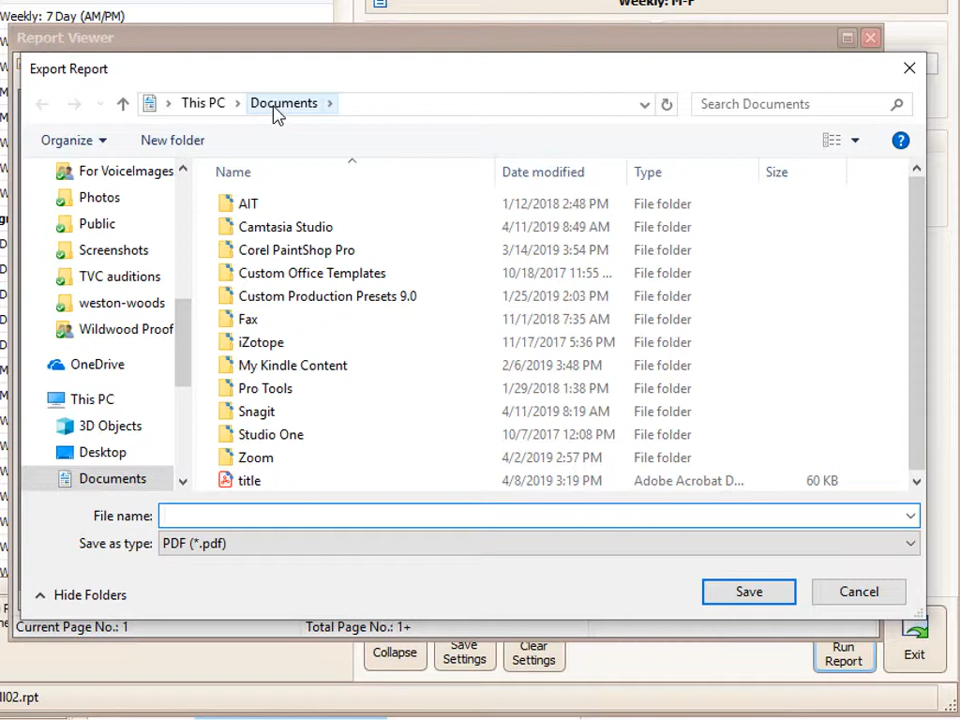 Weekly: 7 Day (AM/PM)
Weekly: M-F
Report Viewer
Export Report
This PC Documents
Search Documents
Organize New folder
Name Date modified Type Size
For VoiceImages
Photos
Public
Screenshots
TVC auditions
weston-woods
Wildwood Proof
OneDrive
This PC
3D Objects
Desktop
Documents
AIT 1/12/2018 2:48 PM File folder
Camtasia Studio 4/11/2019 8:49 AM File folder
Corel PaintShop Pro 3/14/2019 3:54 PM File folder
Custom Office Templates 10/18/2017 11:55 ... File folder
Custom Production Presets 9.0 1/25/2019 2:03 PM File folder
Fax 11/1/2018 7:35 AM File folder
iZotope 11/17/2017 5:36 PM File folder
My Kindle Content 2/6/2019 3:48 PM File folder
Pro Tools 1/29/2018 1:38 PM File folder
Snagit 4/11/2019 8:19 AM File folder
Studio One 10/7/2017 12:08 PM File folder
Zoom 4/2/2019 2:57 PM File folder
title 4/8/2019 3:19 PM Adobe Acrobat D... 60 KB
File name:
Save as type: PDF (*.pdf)
Hide Folders Save Cancel
Current Page No.: 1 Total Page No.: 1+
Collapse
Save
Settings
Clear
Settings
Run
Report
Exit
ll02.rpt